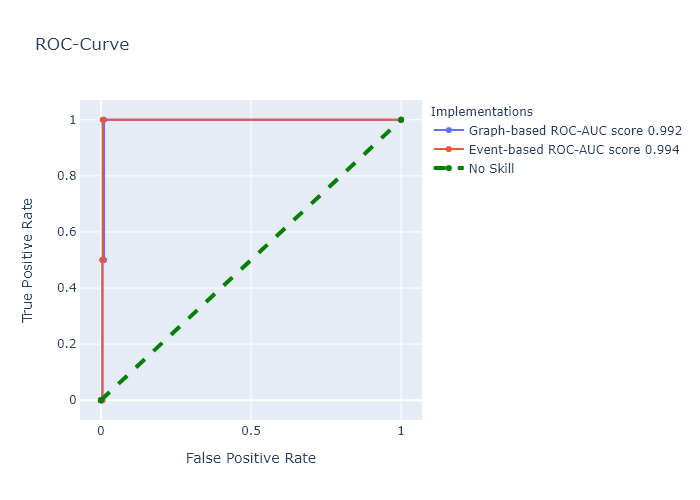 ROC-Curve
Implementations
Graph-based ROC-AUC score 0.992
Event-based ROC-AUC score 0.994
No Skill
True Positive Rate
1
0.8
0.6
0.4
0.2
0
0
0.5
1
False Positive Rate